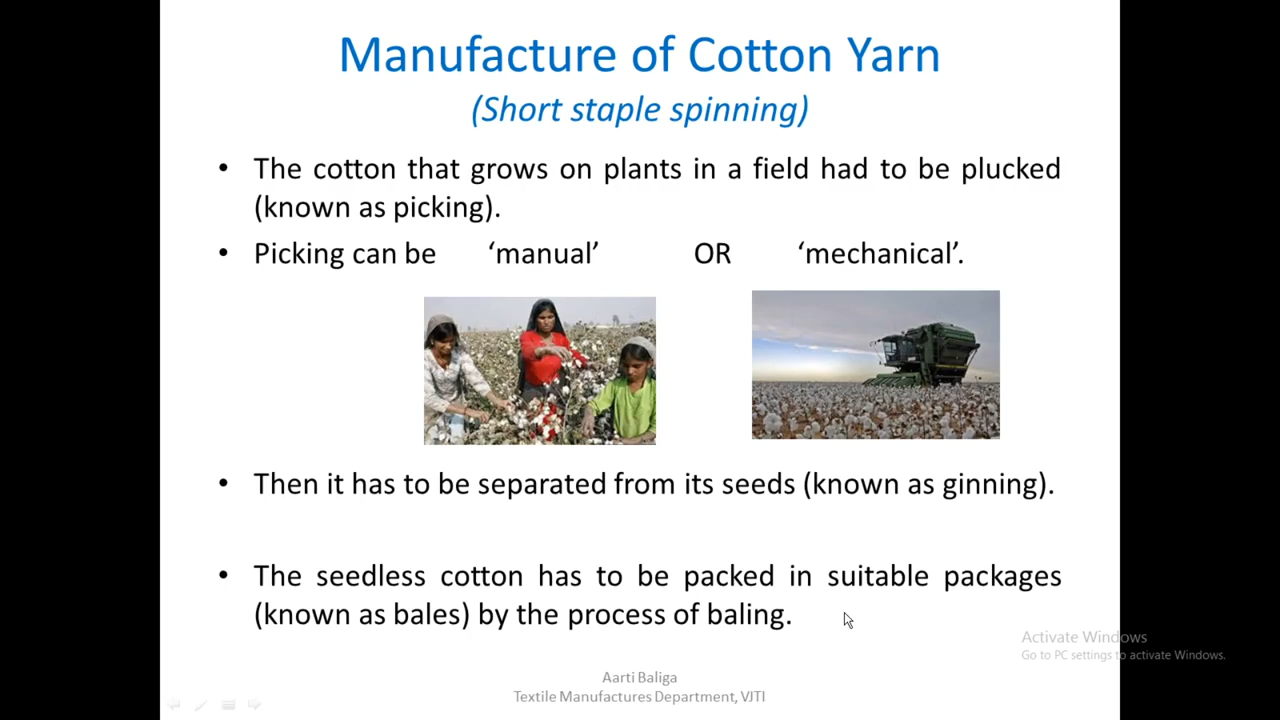 Manufacture of Cotton Yarn
(Short staple spinning)
• The cotton that grows on plants in a field had to be plucked
(known as picking).
• Picking can be ‘manual’ OR ‘mechanical’.
• Then it has to be separated from its seeds (known as ginning).
• The seedless cotton has to be packed in suitable packages
(known as bales) by the process of baling.
Activate Windows
Go to PC settings to activate Windows.
Aarti Baliga
Textile Manufactures Department, VJTI